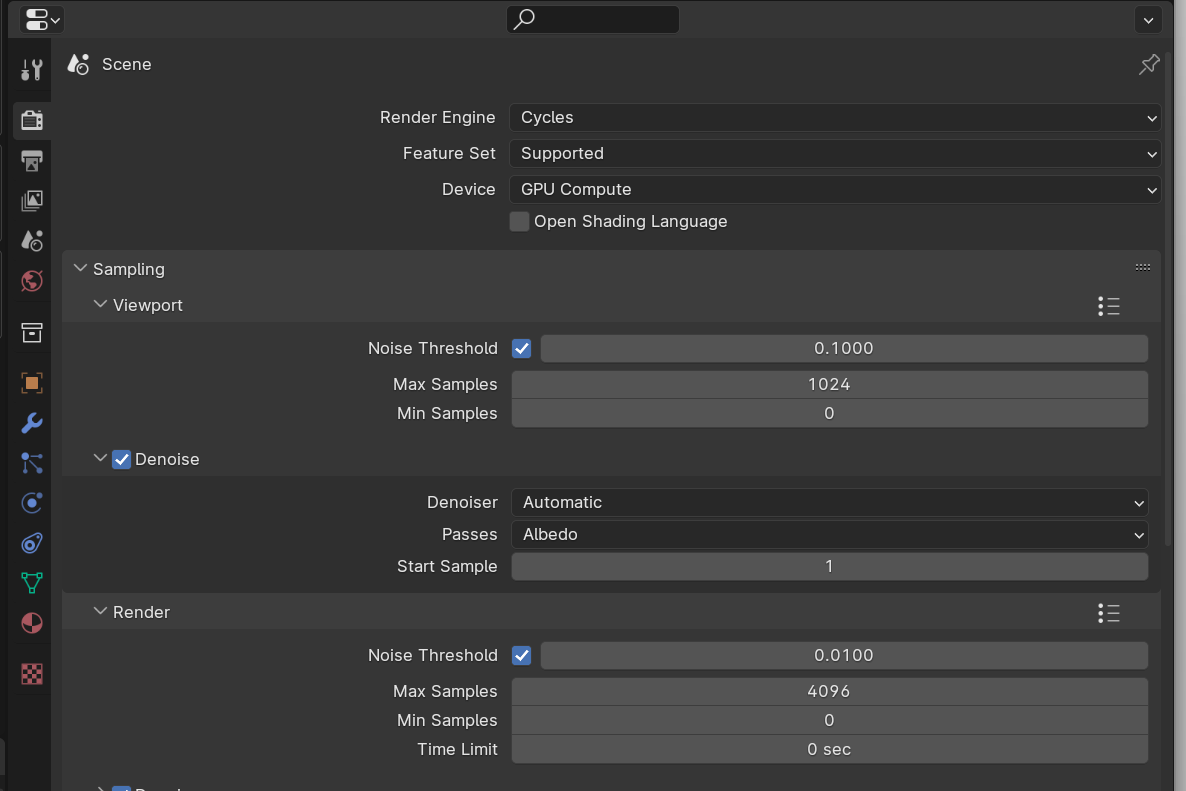 Scene
Render Engine Cycles
Feature Set Supported
Device GPU Compute
Open Shading Language
Sampling
Viewport
Noise Threshold 0.1000
Max Samples 1024
Min Samples 0
Denoise
Denoiser Automatic
Passes Albedo
Start Sample 1
Render
Noise Threshold 0.0100
Max Samples 4096
Min Samples 0
Time Limit 0 sec